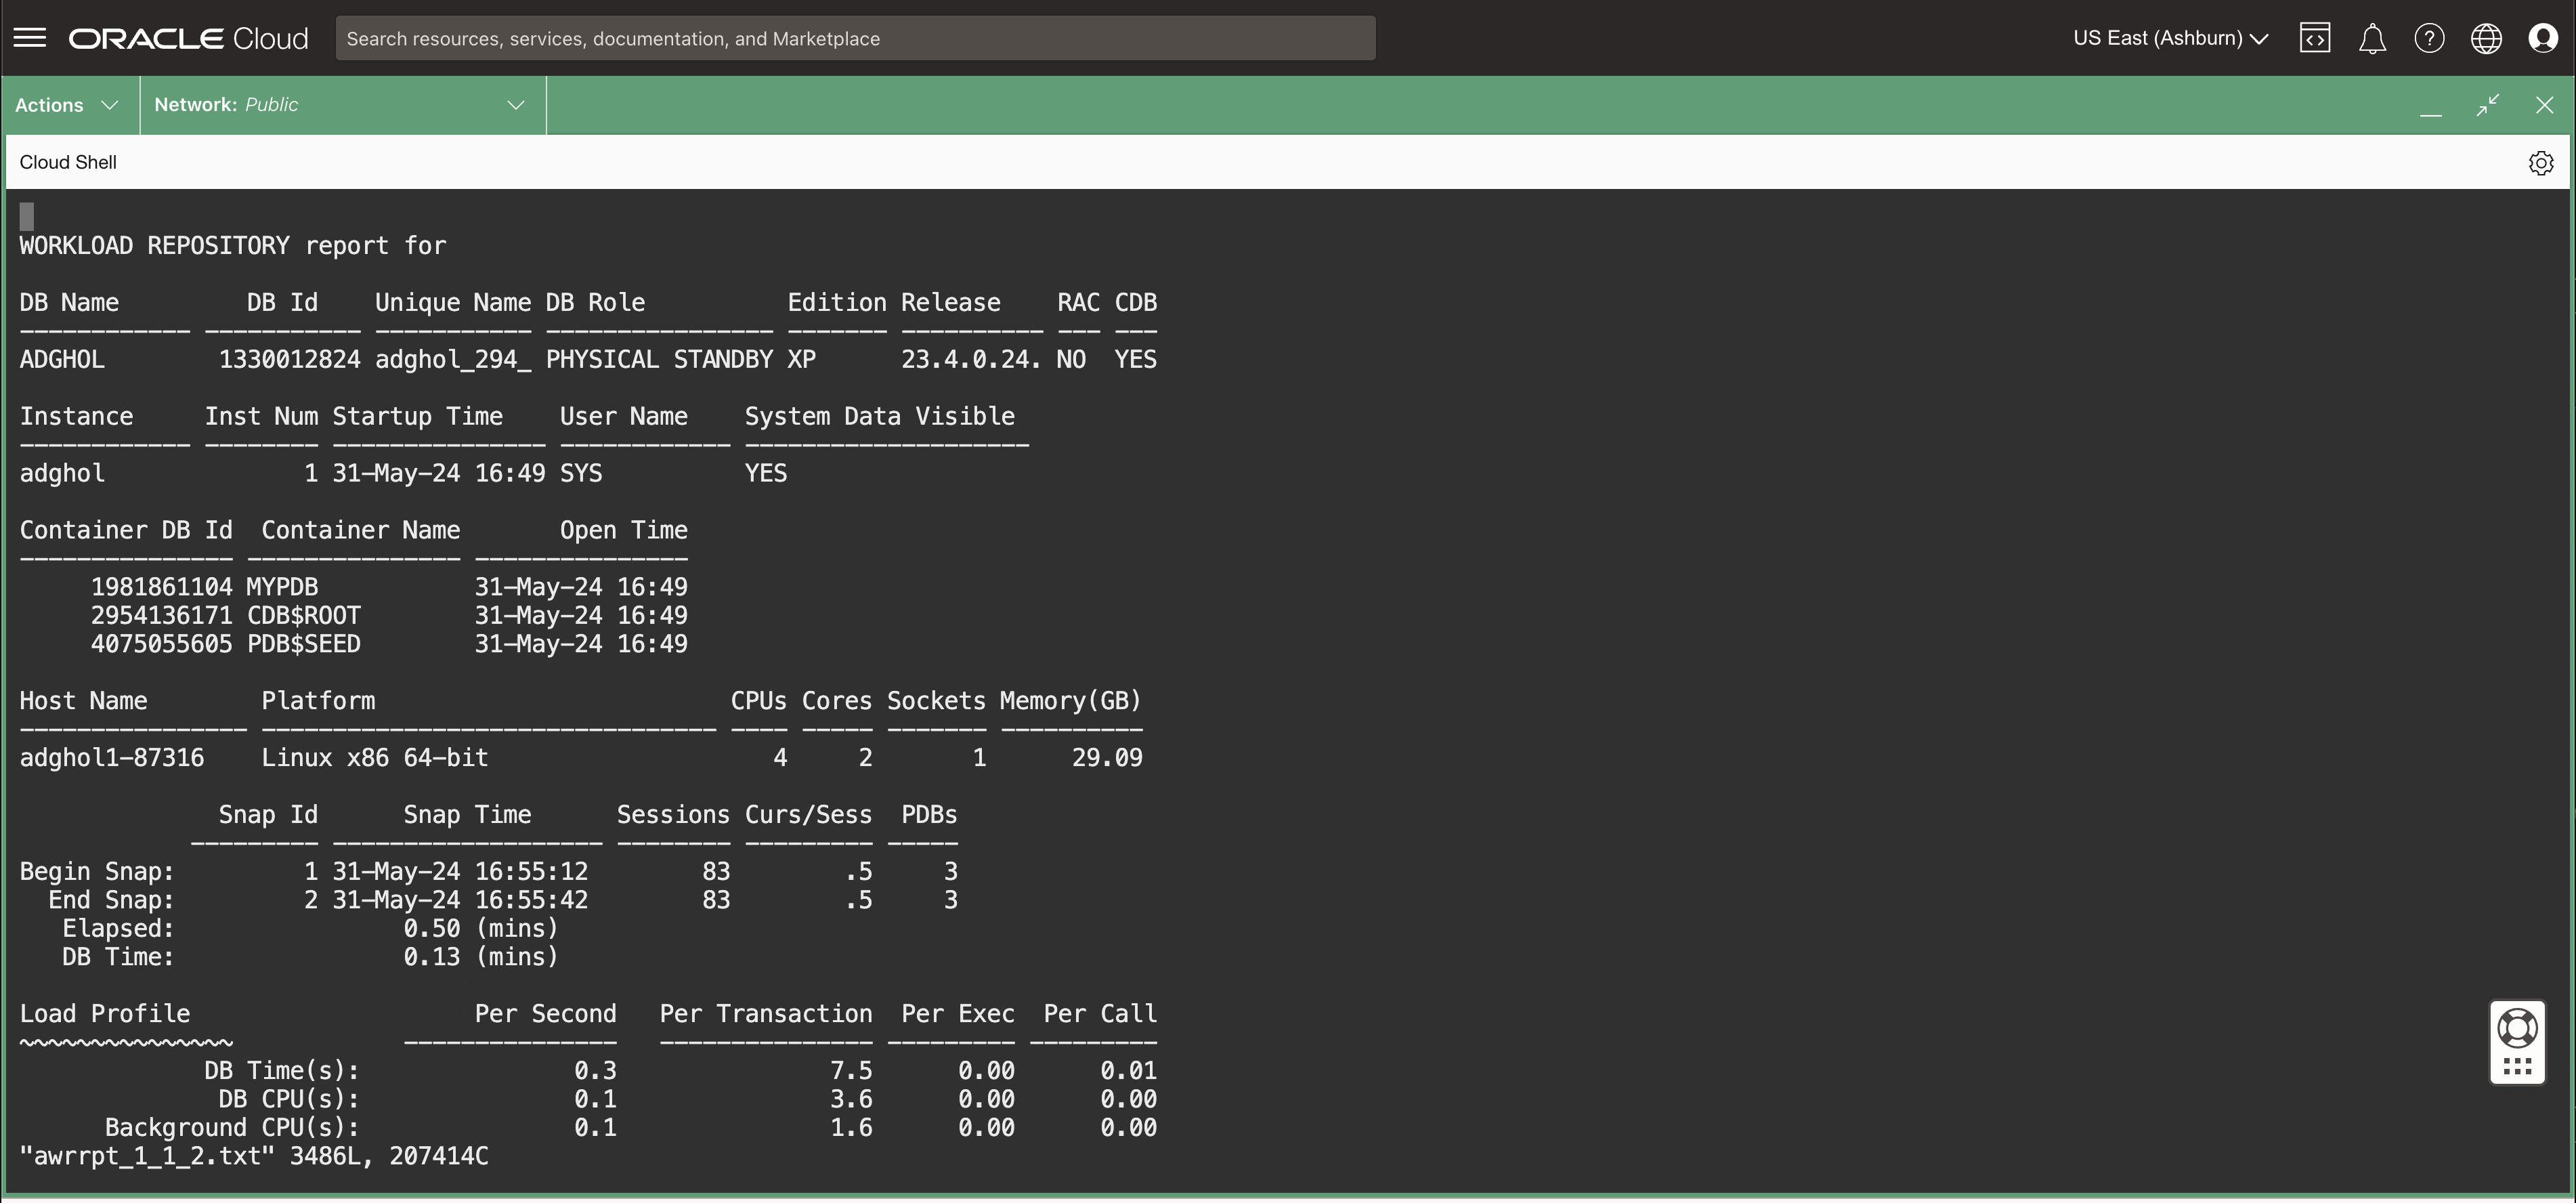 ORACLE Cloud
Search resources, services, documentation, and Marketplace
US East (Ashburn)
Actions
Network: Public
Cloud Shell
WORKLOAD REPOSITORY report for
DB Name         DB Id    Unique Name DB Role          Edition Release    RAC CDB
------------ ----------- ----------- ---------------- ------- ---------- --- ---
ADGHOL        1330012824 adghol_294_ PHYSICAL STANDBY XP      23.4.0.24. NO  YES
Instance     Inst Num Startup Time    User Name    System Data Visible
------------ -------- --------------- ------------ --------------------
adghol              1 31-May-24 16:49 SYS          YES
Container DB Id  Container Name       Open Time
--------------- --------------- ---------------
     1981861104 MYPDB           31-May-24 16:49
     2954136171 CDB$ROOT        31-May-24 16:49
     4075055605 PDB$SEED        31-May-24 16:49
Host Name        Platform                         CPUs Cores Sockets Memory(GB)
---------------- -------------------------------- ---- ----- ------- ----------
adghol1-87316    Linux x86 64-bit                    4     2       1      29.09
              Snap Id      Snap Time      Sessions Curs/Sess  PDBs
            --------- ------------------- -------- --------- -----
Begin Snap:         1 31-May-24 16:55:12        83        .5     3
  End Snap:         2 31-May-24 16:55:42        83        .5     3
   Elapsed:                0.50 (mins)
   DB Time:                0.13 (mins)
Load Profile                    Per Second   Per Transaction  Per Exec  Per Call
~~~~~~~~~~~~~~~            ---------------   --------------- --------- ---------
             DB Time(s):               0.3               7.5      0.00      0.01
              DB CPU(s):               0.1               3.6      0.00      0.00
      Background CPU(s):               0.1               1.6      0.00      0.00
"awrrpt_1_1_2.txt" 3486L, 207414C